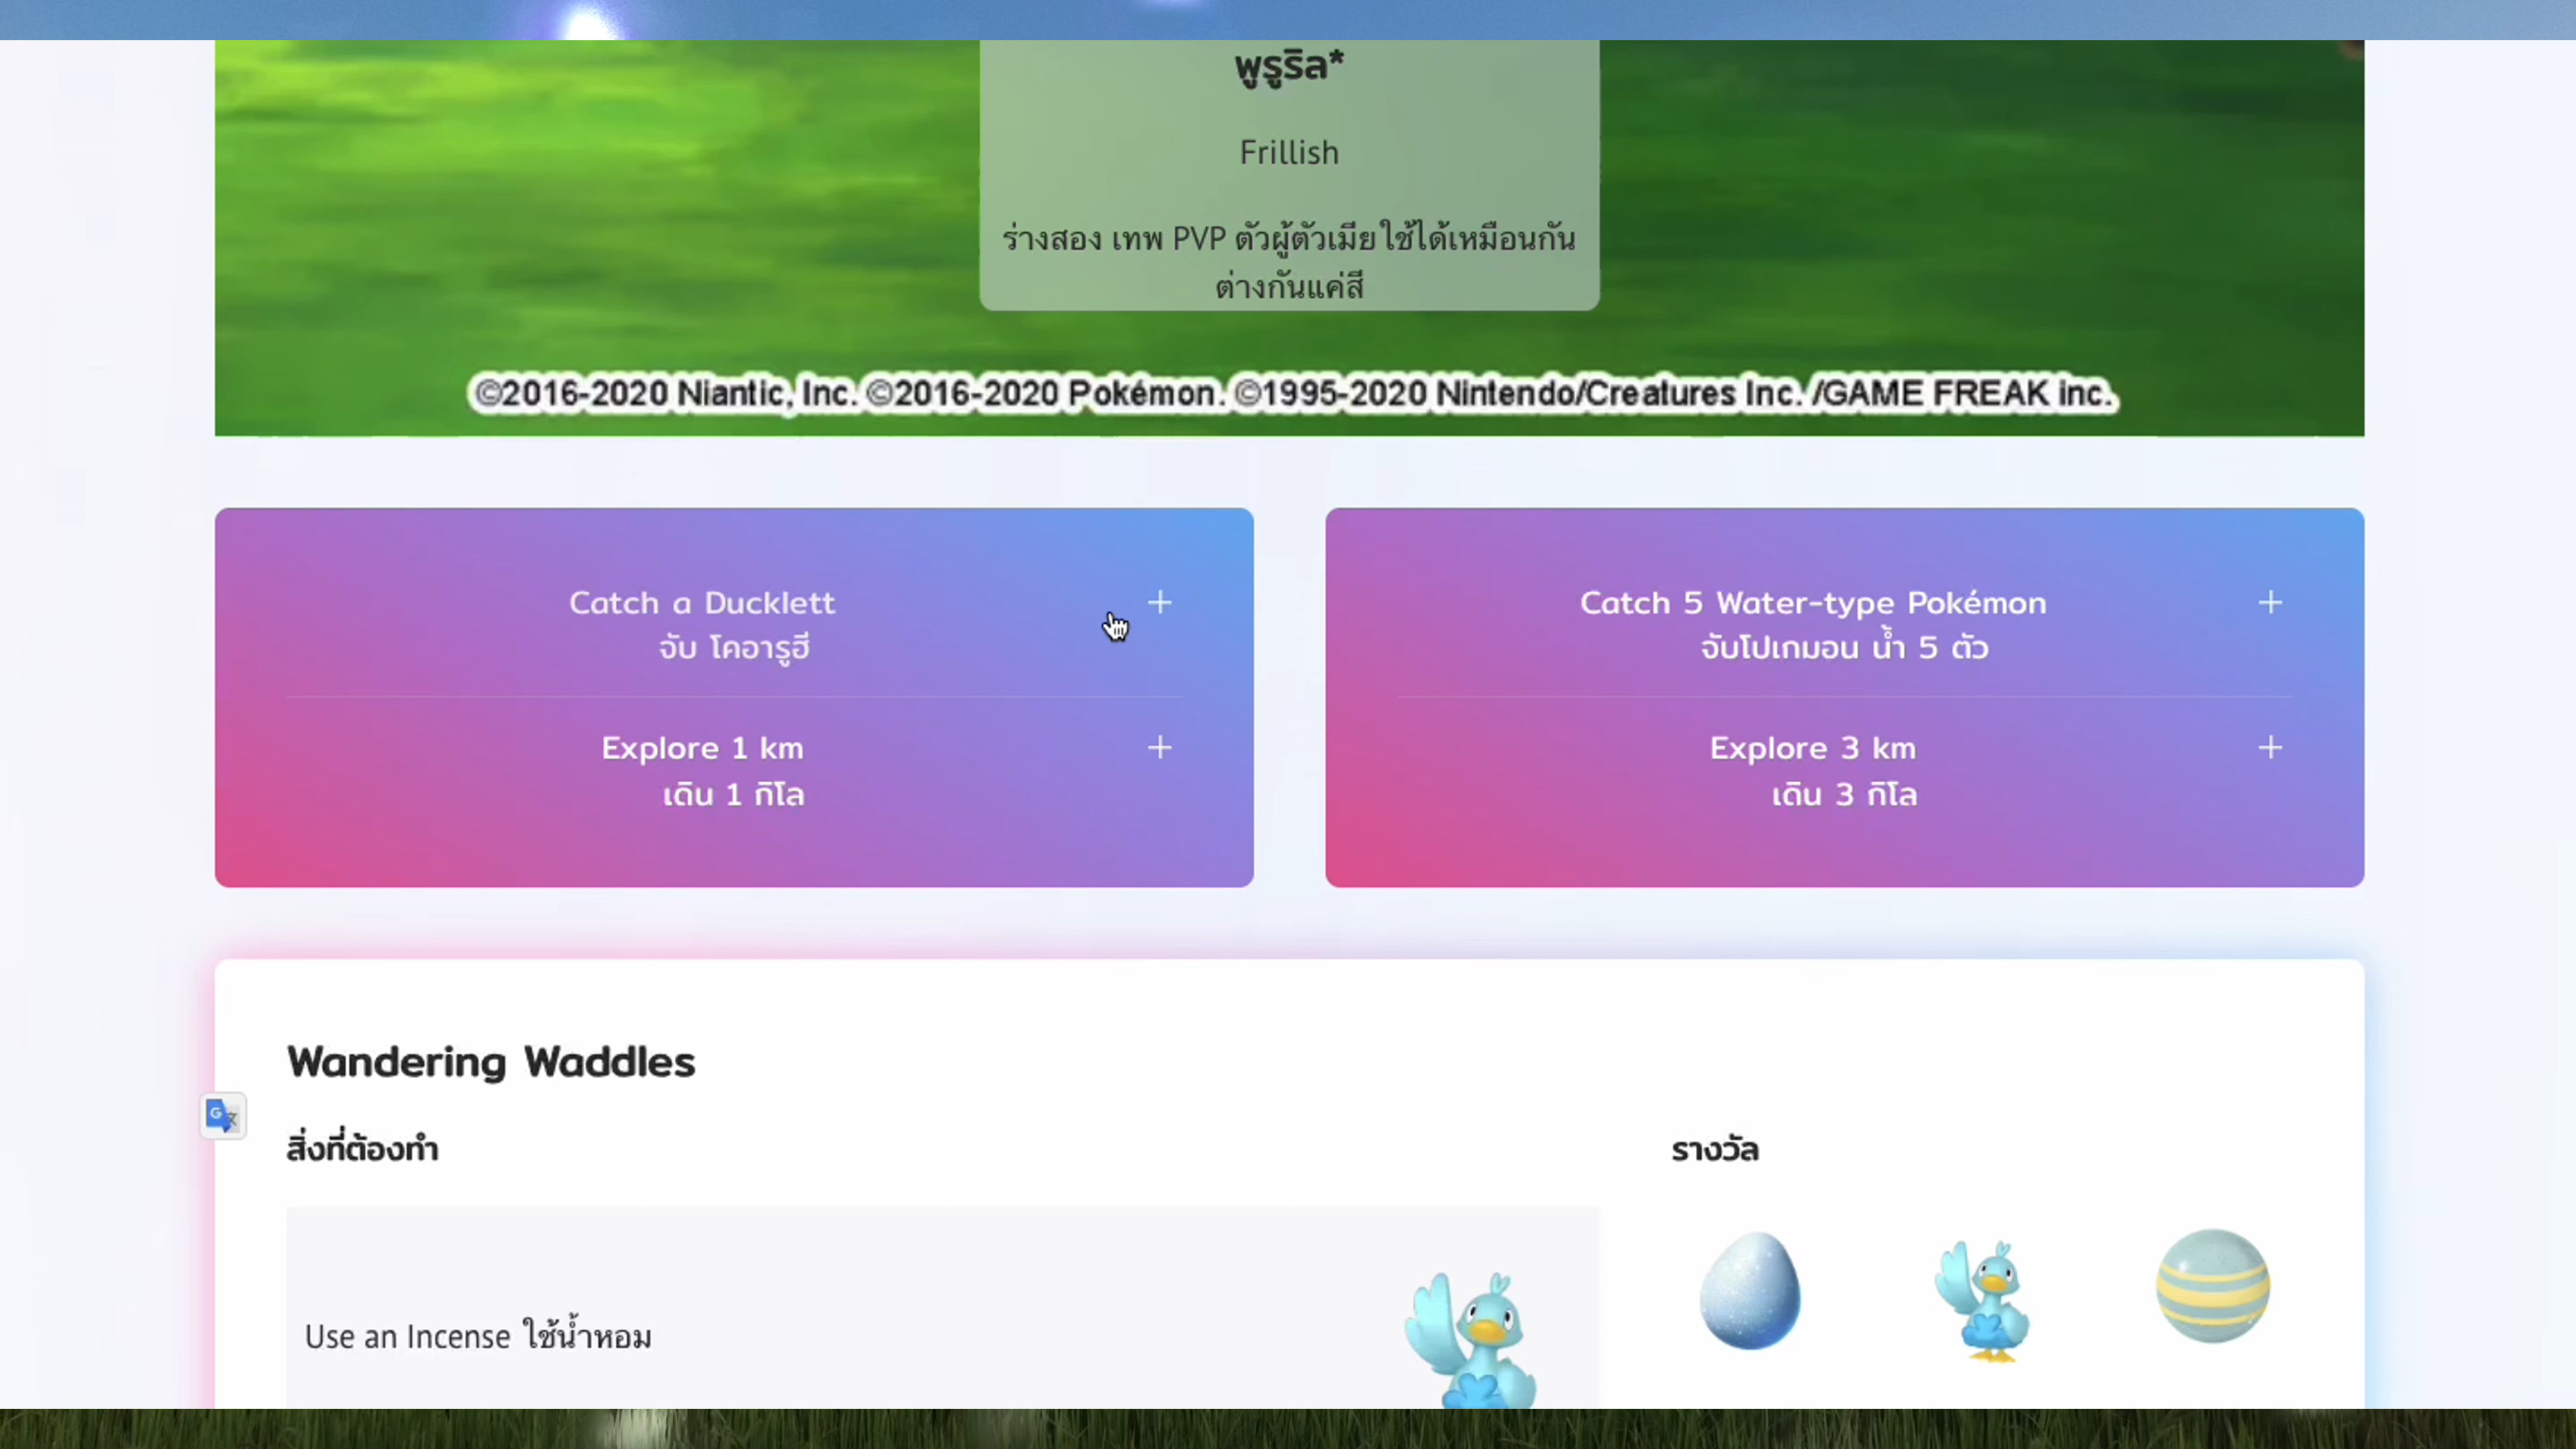 พูรูริล*
Frillish
ร่างสอง เทพ PVP ตัวผู้ตัวเมีย ใช้ได้เหมือนกัน
ต่างกันแค่สี
©2016-2020 Niantic, Inc. ©2016-2020 Pokémon. ©1995-2020 Nintendo/Creatures Inc. /GAME FREAK inc.
Catch a Ducklett
จับ โคอารูฮี
Explore 1 km
เดิน 1 กิโล
Catch 5 Water-type Pokémon
จับโปเกมอน น้ำ 5 ตัว
Explore 3 km
เดิน 3 กิโล
Wandering Waddles
สิ่งที่ต้องทำ
รางวัล
Use an Incense ใช้น้ำหอม